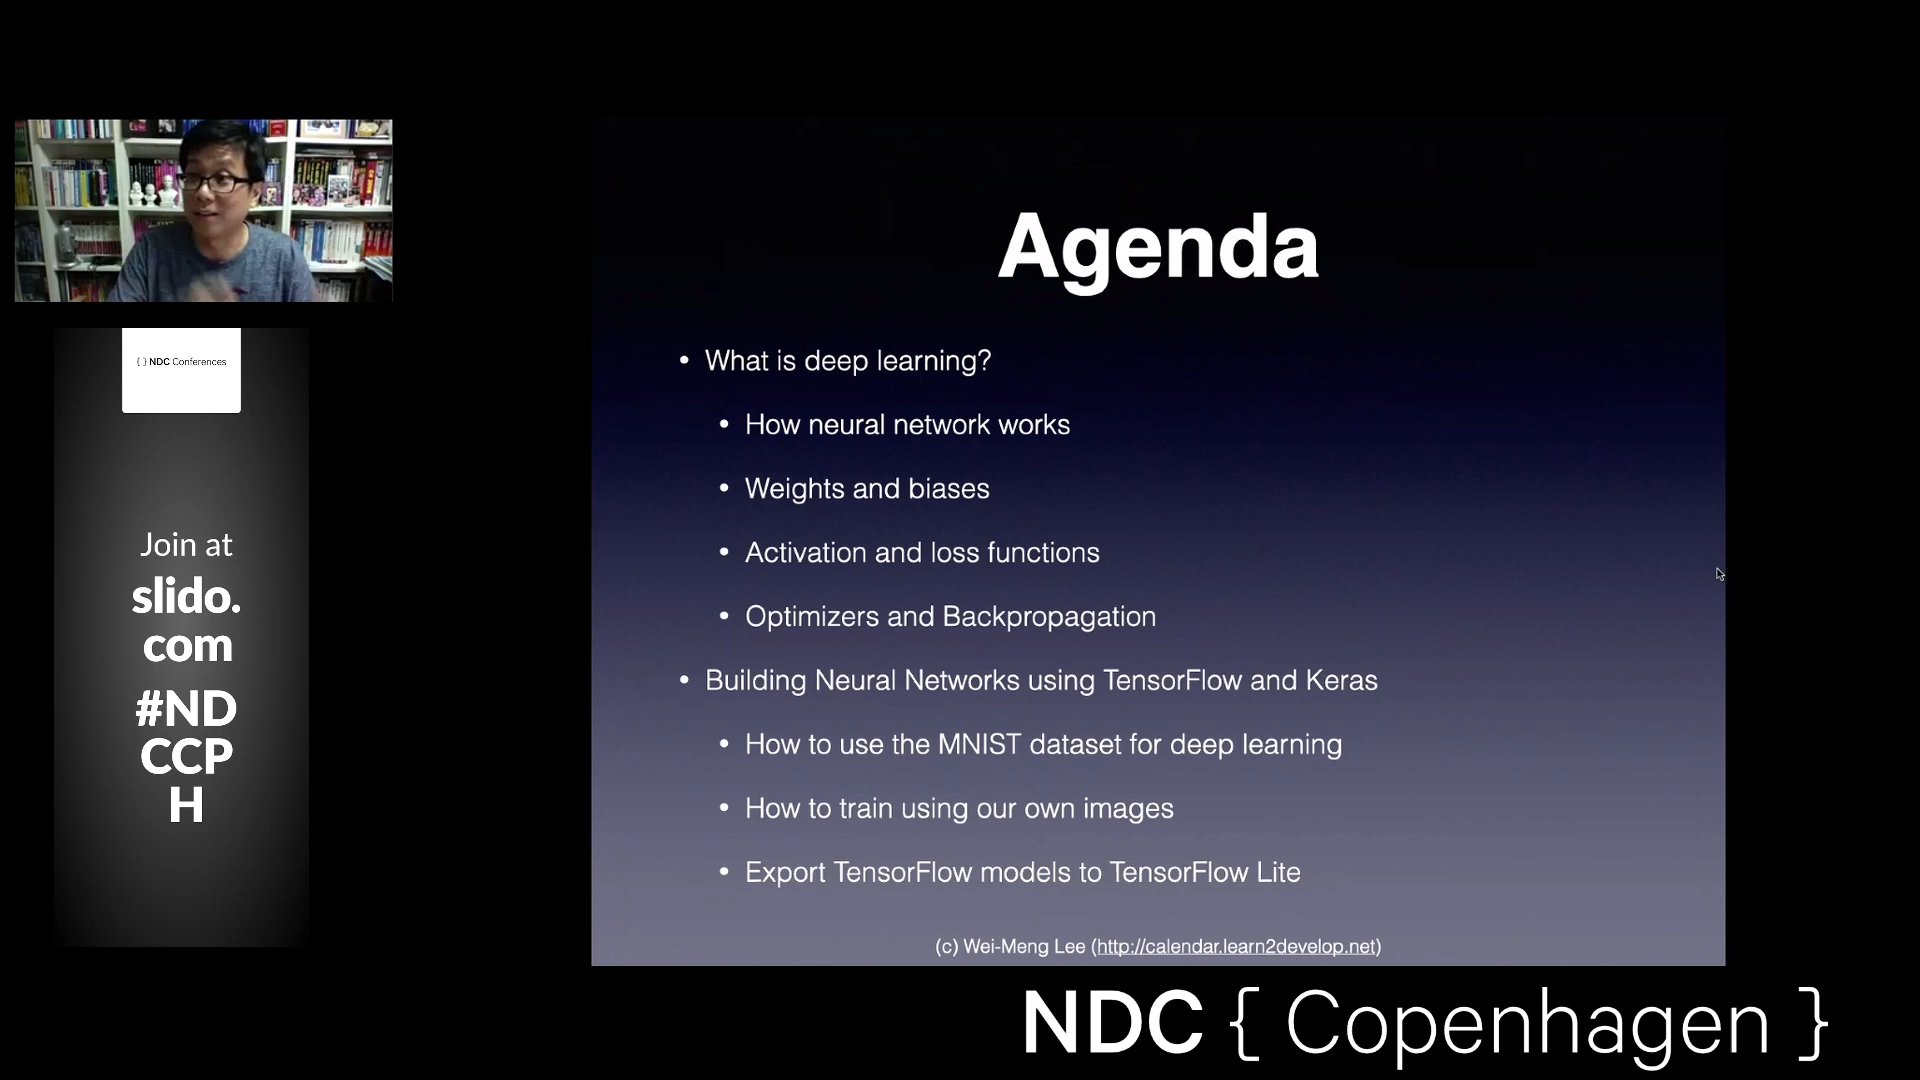 { } NDC Conferences
Join at
slido.
com
#ND
CCP
H
Agenda
• What is deep learning?
• How neural network works
• Weights and biases
• Activation and loss functions
• Optimizers and Backpropagation
• Building Neural Networks using TensorFlow and Keras
• How to use the MNIST dataset for deep learning
• How to train using our own images
• Export TensorFlow models to TensorFlow Lite
(c) Wei-Meng Lee (http://calendar.learn2develop.net)
NDC { Copenhagen }